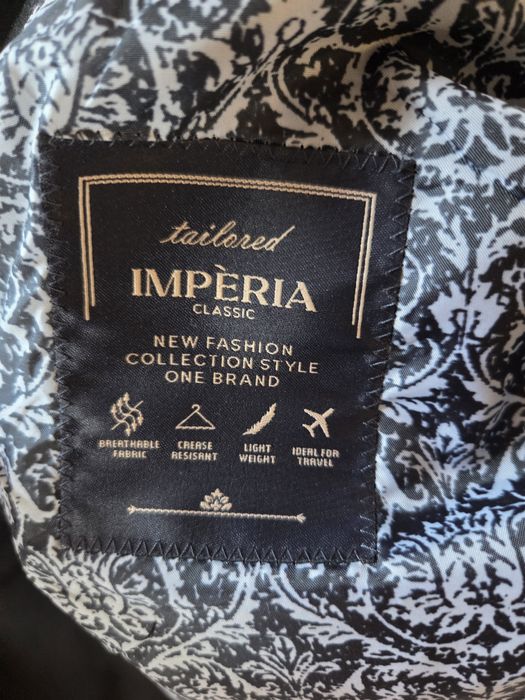 tailored
IMPÈRIA
CLASSIC
NEW FASHION
COLLECTION STYLE
ONE BRAND
BREATHABLE
FABRIC
CREASE
RESISANT
LIGHT
WEIGHT
IDEAL FOR
TRAVEL